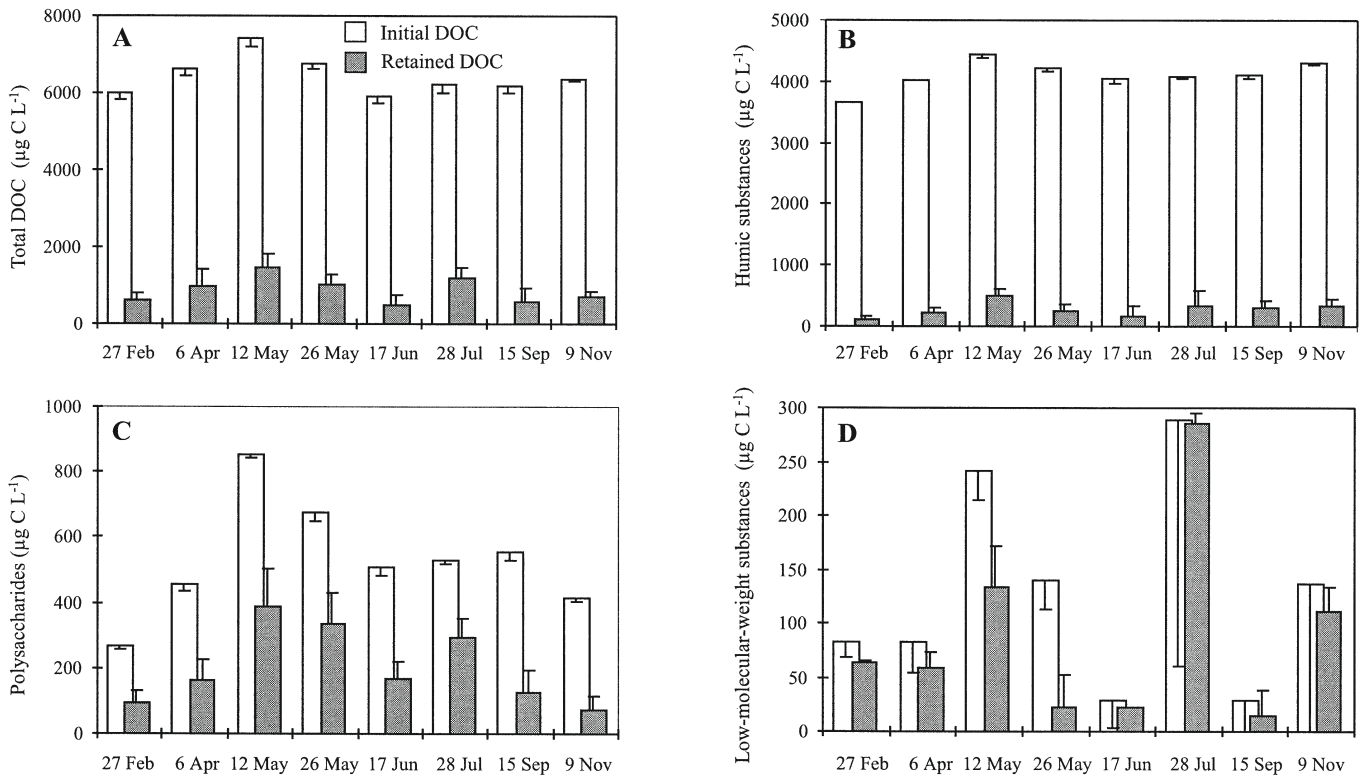 A
Initial DOC
Retained DOC
Total DOC (µg C L-1)
8000
6000
4000
2000
0
27 Feb 6 Apr 12 May 26 May 17 Jun 28 Jul 15 Sep 9 Nov
B
Humic substances (µg C L-1)
5000
4000
3000
2000
1000
0
27 Feb 6 Apr 12 May 26 May 17 Jun 28 Jul 15 Sep 9 Nov
C
Polysaccharides (µg C L-1)
1000
800
600
400
200
0
27 Feb 6 Apr 12 May 26 May 17 Jun 28 Jul 15 Sep 9 Nov
D
Low-molecular-weight substances (µg C L-1)
300
250
200
150
100
50
0
27 Feb 6 Apr 12 May 26 May 17 Jun 28 Jul 15 Sep 9 Nov